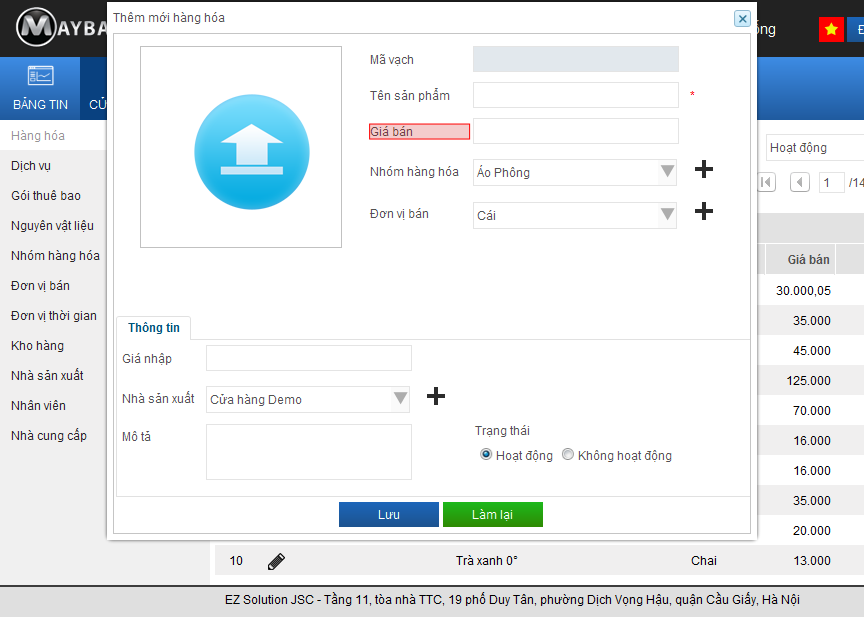 Thêm mới hàng hóa
MAYBA
BẢNG TIN
CỬ
ống
Đ
Hàng hóa
Dịch vụ
Gói thuê bao
Nguyên vật liệu
Nhóm hàng hóa
Đơn vị bán
Đơn vị thời gian
Kho hàng
Nhà sản xuất
Nhân viên
Nhà cung cấp
Mã vạch
Tên sản phẩm *
Giá bán
Nhóm hàng hóa Áo Phông
Đơn vị bán Cái
Thông tin
Giá nhập
Nhà sản xuất Cửa hàng Demo
Mô tả
Trạng thái
Hoạt động Không hoạt động
Lưu Làm lại
Hoạt động
1 /14
Giá bán
30.000,05
35.000
45.000
125.000
70.000
16.000
16.000
35.000
20.000
10 Trà xanh 0° Chai 13.000
EZ Solution JSC - Tầng 11, tòa nhà TTC, 19 phố Duy Tân, phường Dịch Vọng Hậu, quận Cầu Giấy, Hà Nội